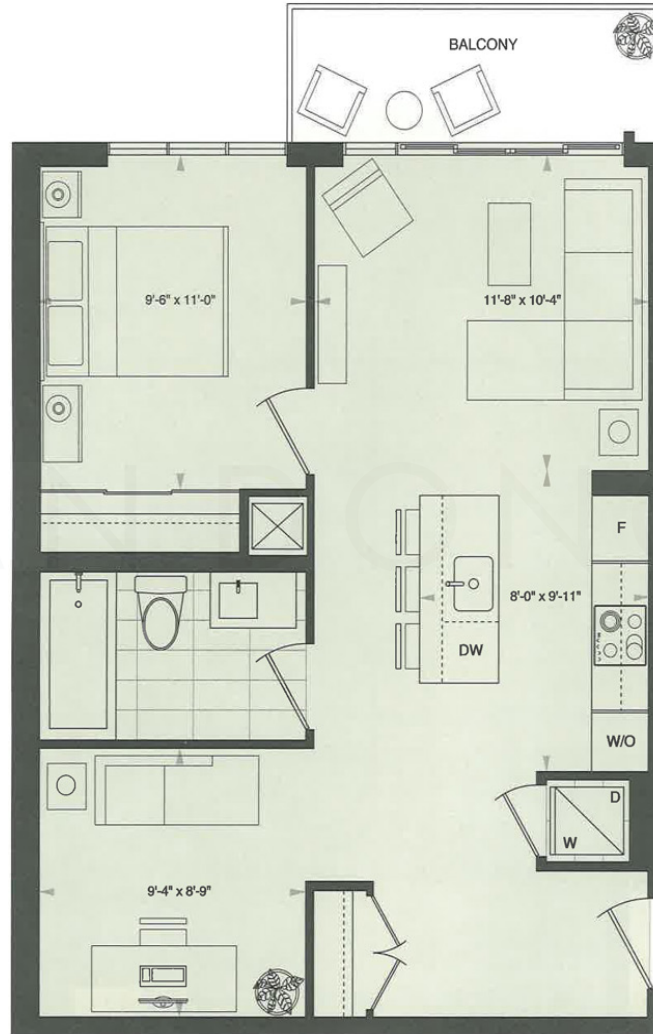 BALCONY
9'-6" x 11'-0"
11'-8" x 10'-4"
F
8'-0" x 9'-11"
DW
W/O
D
W
9'-4" x 8'-9"